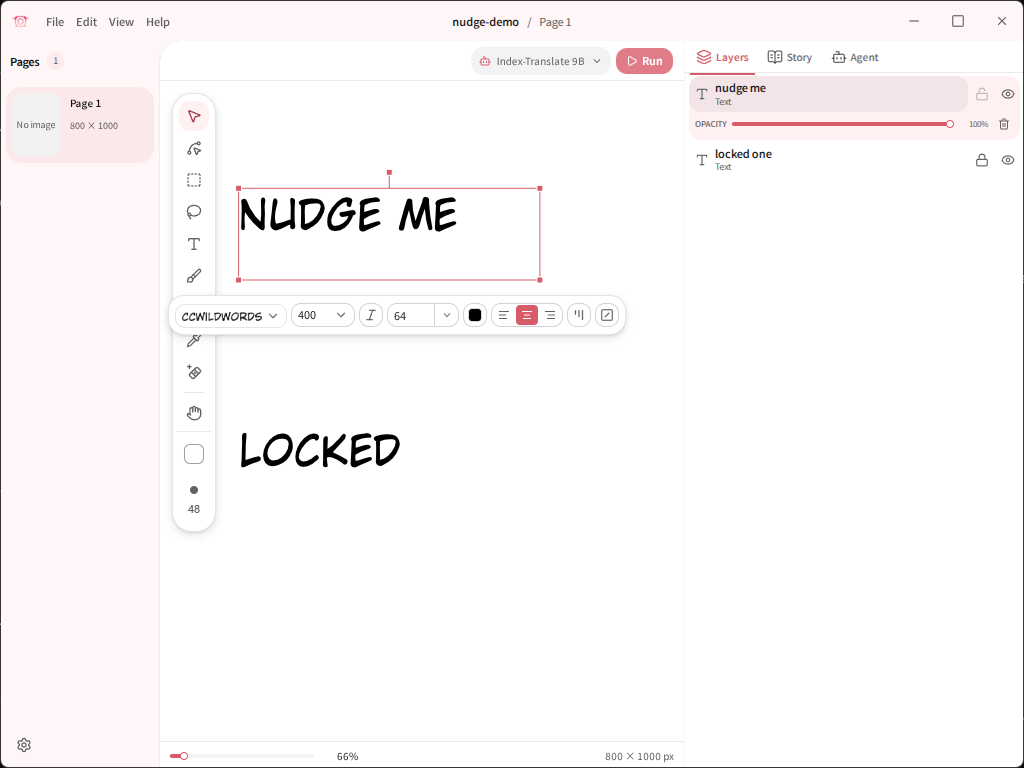 File Edit View Help
nudge-demo / Page 1
Pages 1
No image
Page 1
800 × 1000
Index-Translate 9B
Run
Layers Story Agent
nudge me
Text
OPACITY 100%
locked one
Text
NUDGE ME
CCWILDWORDS 400 64
LOCKED
48
66%
800 × 1000 px